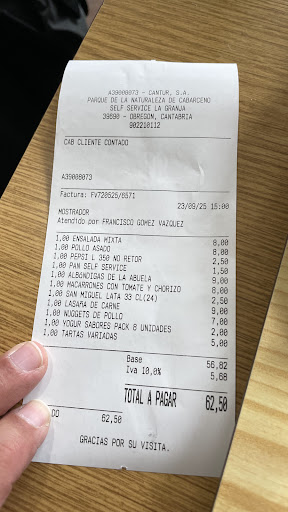 A39008073 - CANTUR, S.A.
PARQUE DE LA NATURALEZA DE CABARCENO
SELF SERVICE LA GRANJA
39690 - OBREGON, CANTABRIA
902210112
CAB CLIENTE CONTADO
A39008073
Factura: FV720525/6571 23/09/25 15:00
MOSTRADOR
Atendido por FRANCISCO GOMEZ VAZQUEZ
1,00 ENSALADA MIXTA 8,00
1,00 POLLO ASADO 8,00
1,00 PEPSI L 350 NO RETOR 2,50
1,00 PAN SELF SERVICE 1,50
1,00 ALBONDIGAS DE LA ABUELA 9,00
1,00 MACARRONES CON TOMATE Y CHORIZO 8,00
1,00 SAN MIGUEL LATA 33 CL(24) 2,50
1,00 LASAÑA DE CARNE 9,00
1,00 NUGGETS DE POLLO 7,00
1,00 YOGUR SABORES PACK 8 UNIDADES 2,00
1,00 TARTAS VARIADAS 5,00
Base 56,82
Iva 10,0% 5,68
TOTAL A PAGAR 62,50
DO 62,50
GRACIAS POR SU VISITA.